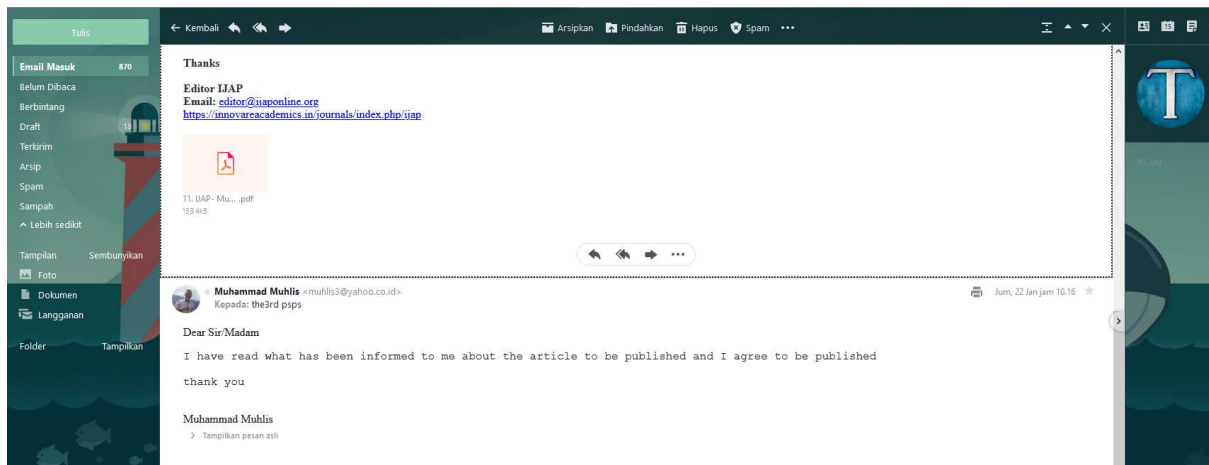 Tulis
Kembali
Arsipkan Pindahkan Hapus Spam
Email Masuk 870
Belum Dibaca
Berbintang
Draft 18
Terkirim
Arsip
Spam
Sampah
Lebih sedikit
Tampilan Sembunyikan
Foto
Dokumen
Langganan
Folder Tampilkan
Thanks
Editor IJAP
Email: editor@ijaponline.org
https://innovareacademics.in/journals/index.php/ijap
11. IJAP- Mu... .pdf
159.4kB
Muhammad Muhlis <muhlis3@yahoo.co.id>
Kepada: the3rd psps
Jum, 22 Jan jam 10.16
Dear Sir/Madam
I have read what has been informed to me about the article to be published and I agree to be published
thank you
Muhammad Muhlis
Tampilkan pesan asli
15
T
IKLAN